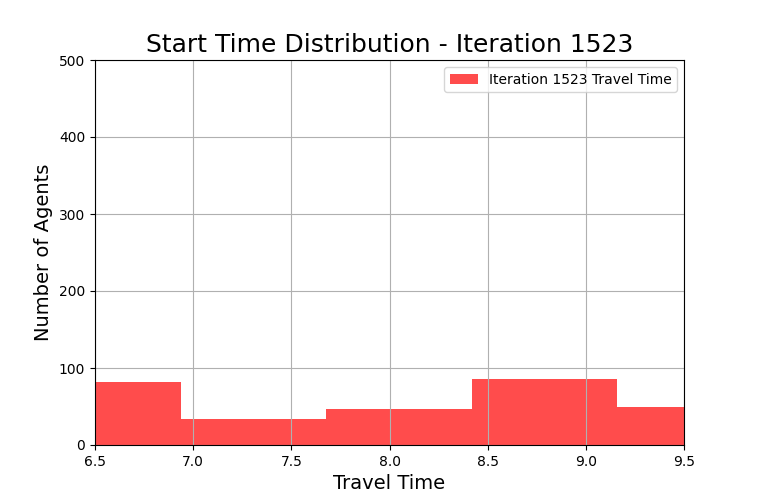 Start Time Distribution - Iteration 1523
Iteration 1523 Travel Time
Number of Agents
500
400
300
200
100
0
6.5 7.0 7.5 8.0 8.5 9.0 9.5
Travel Time